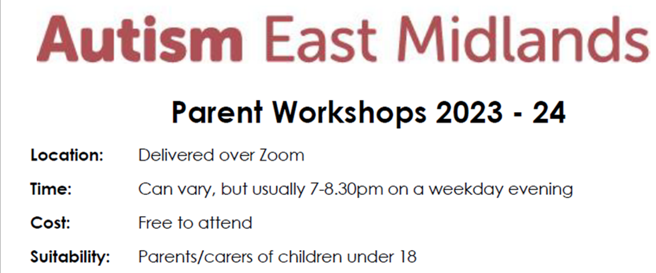 Autism East Midlands
Parent Workshops 2023 - 24
Location: Delivered over Zoom
Time: Can vary, but usually 7-8.30pm on a weekday evening
Cost: Free to attend
Suitability: Parents/carers of children under 18